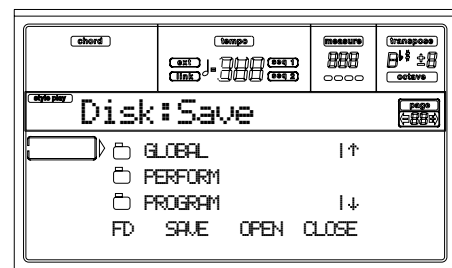 chord tempo measure transpose
ext seq 1
link seq 2
octave
style play Disk:Save page
GLOBAL
PERFORM
PROGRAM
FD SAVE OPEN CLOSE